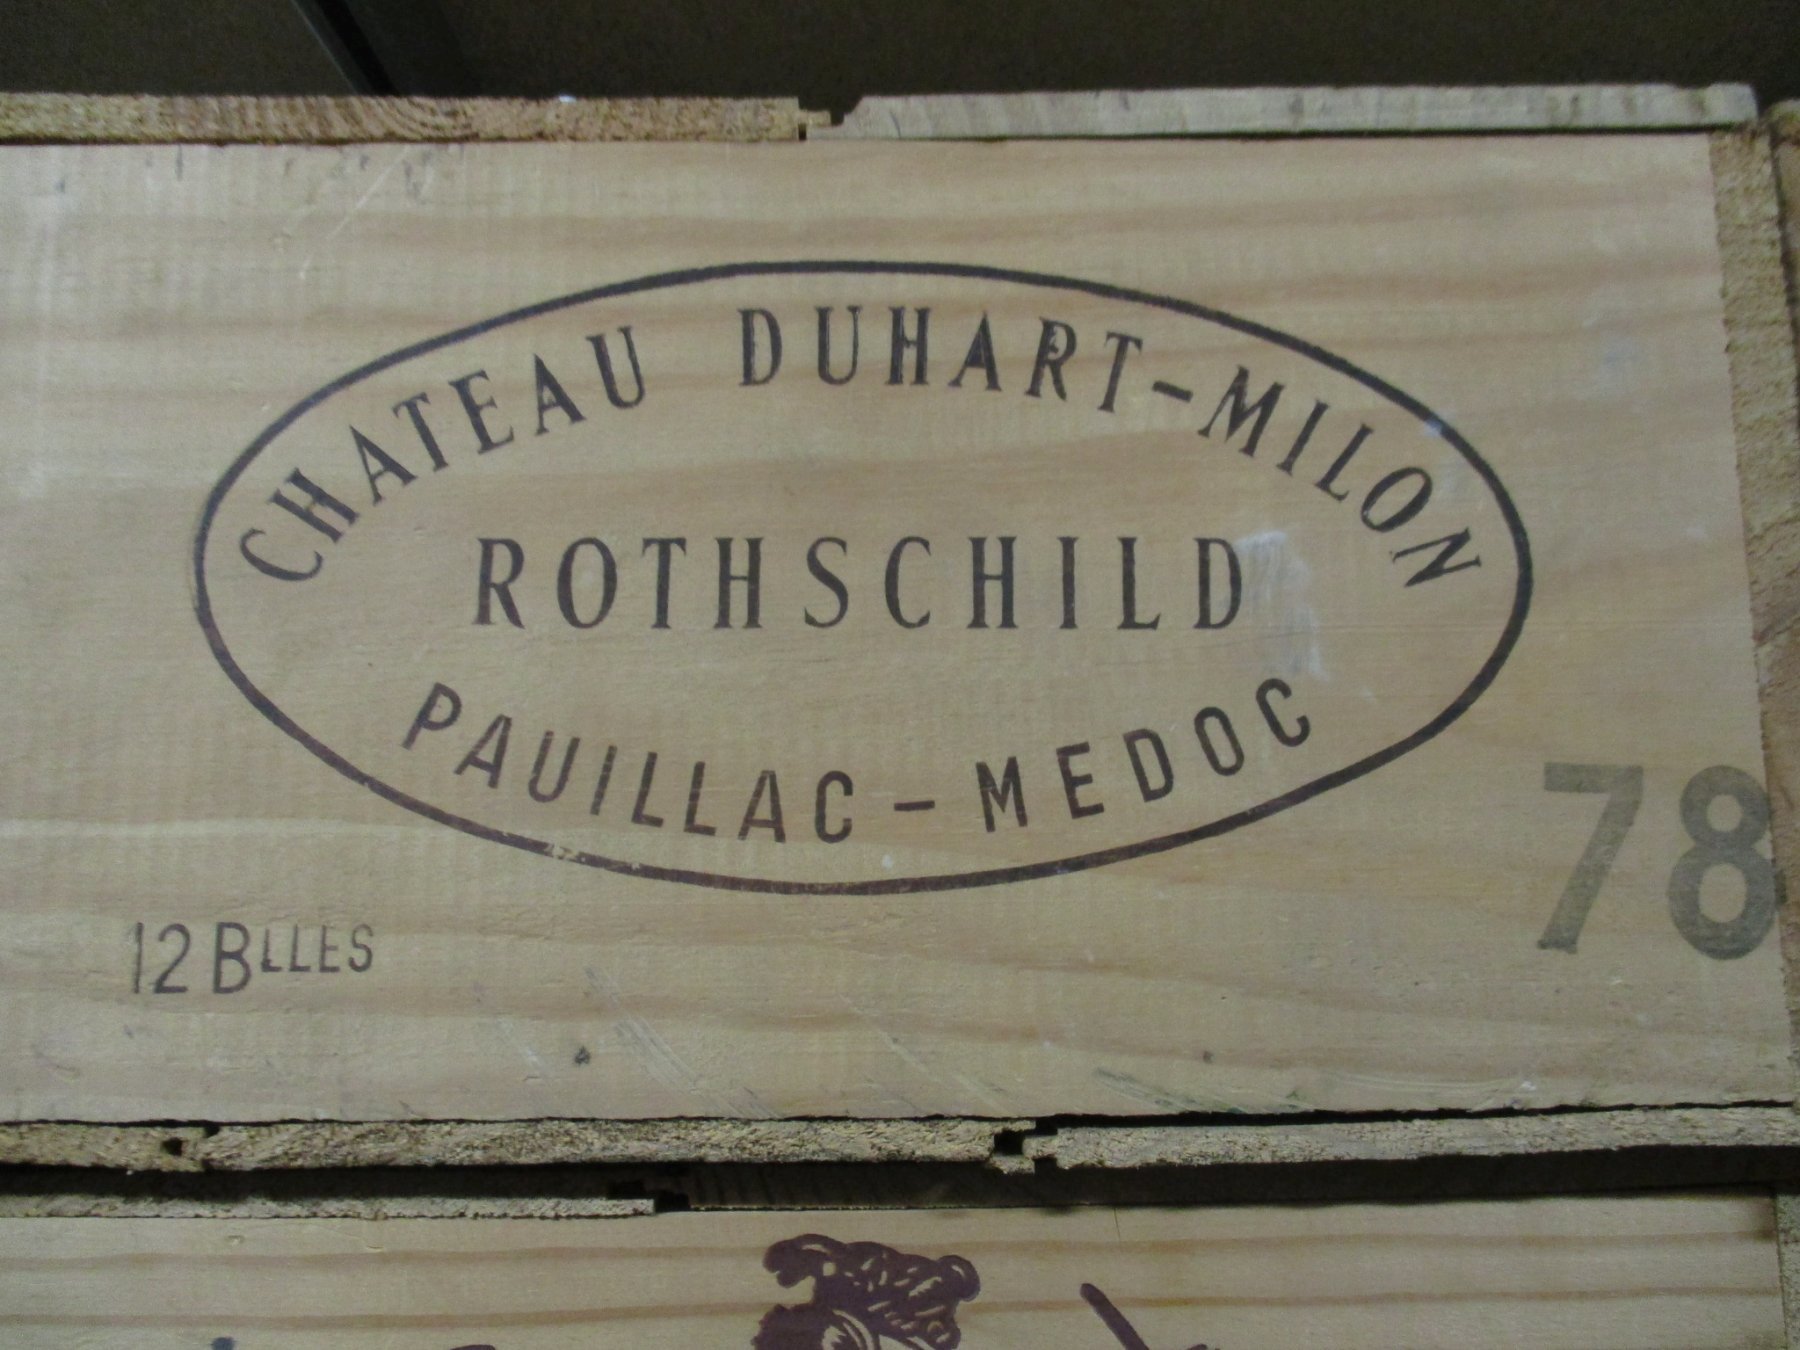 CHATEAU DUHART-MILON
ROTHSCHILD
PAUILLAC-MEDOC
78
12 BLLES